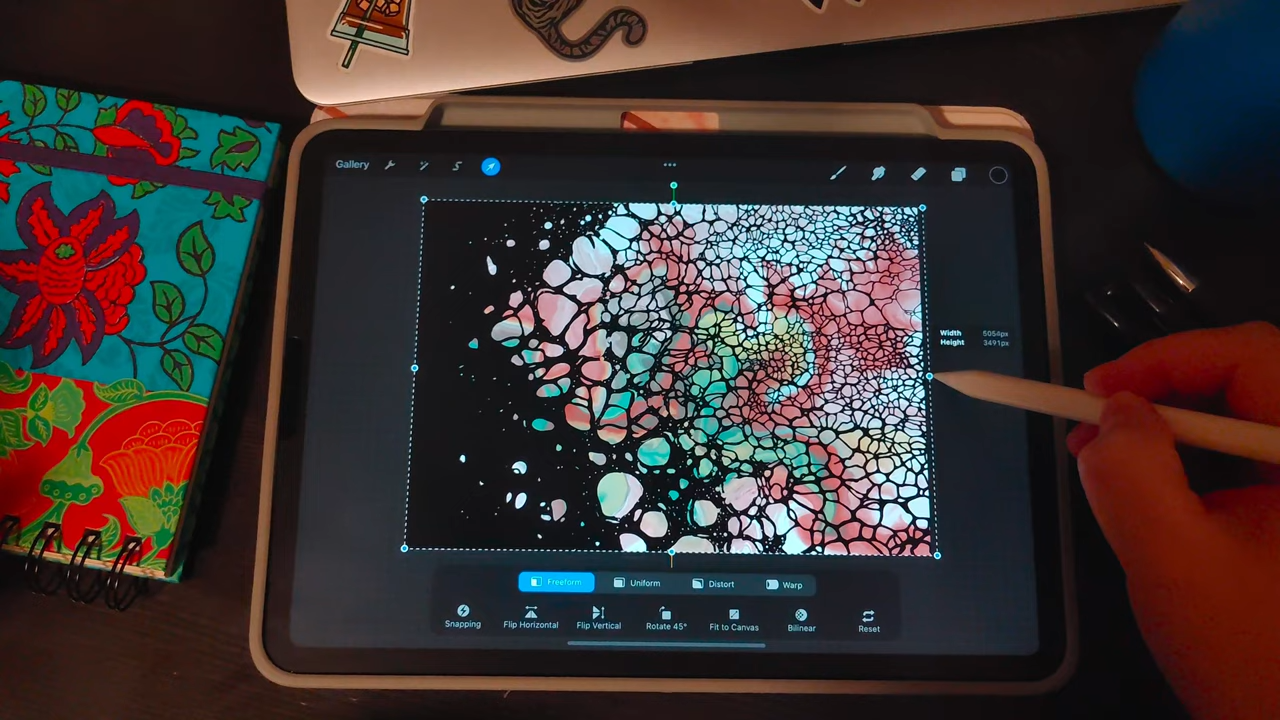 Gallery
Width 5054px
Height 3491px
Freeform
Uniform
Distort
Warp
Snapping
Flip Horizontal
Flip Vertical
Rotate 45°
Fit to Canvas
Bilinear
Reset